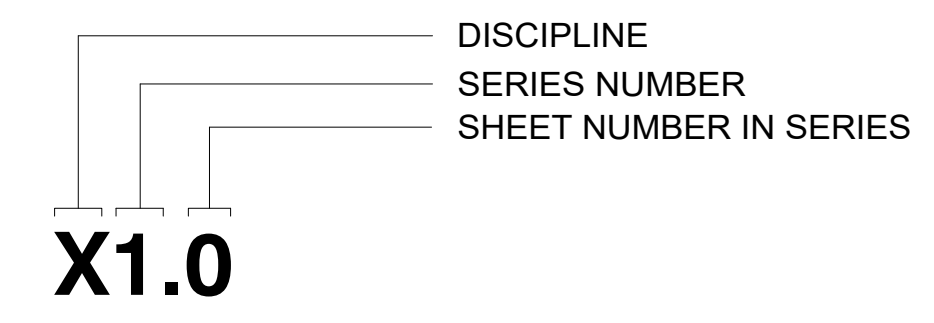 DISCIPLINE
SERIES NUMBER
SHEET NUMBER IN SERIES
X1.0